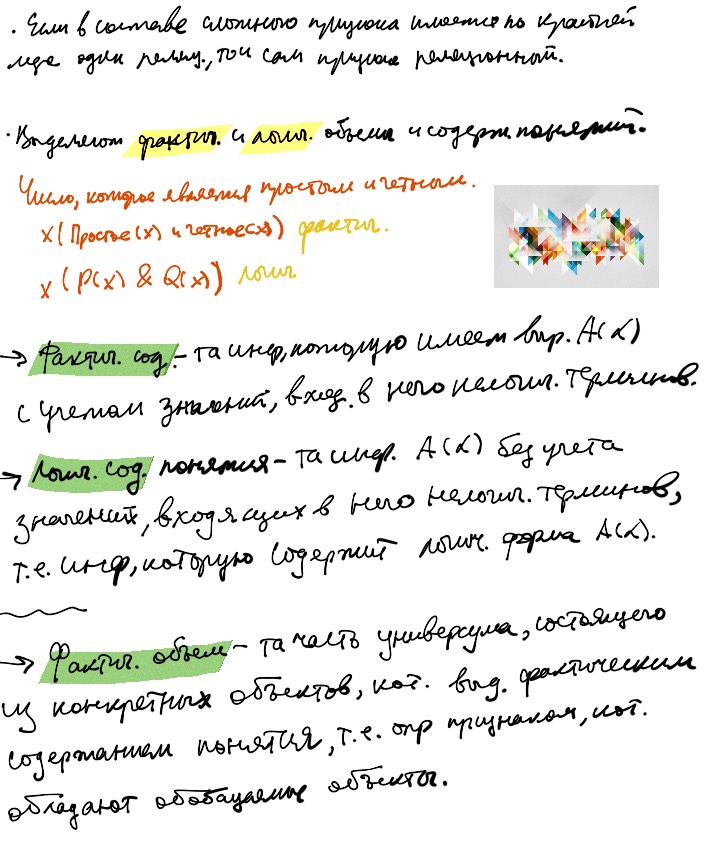 · Если в составе сложного признака имеется по крайней
мере один реляц., то и сам признак реляционный.
· Выделяют фактич. и логич. объемы и содерж. понятий.
Число, которое является простым и четным.
x(Простое(x) и четное(x)) фактич.
x(P(x) & Q(x)) логич
→ Фактич. сод. – та инф, которую имеем выр. A(α)
с учетом значений, вход. в него нелогич. терминов.
→ логич. сод. понятия – та инф. A(α) без учета
значений, входящих в него нелогич. терминов,
т.е. инф, которую содержит логич. форма A(α).
→ Фактич. объем – та часть универсума, состоящего
из конкретных объектов, кот. выд. фактическим
содержанием понятия, т.е. опр признаком, кот.
обладают обобщаемые объекты.